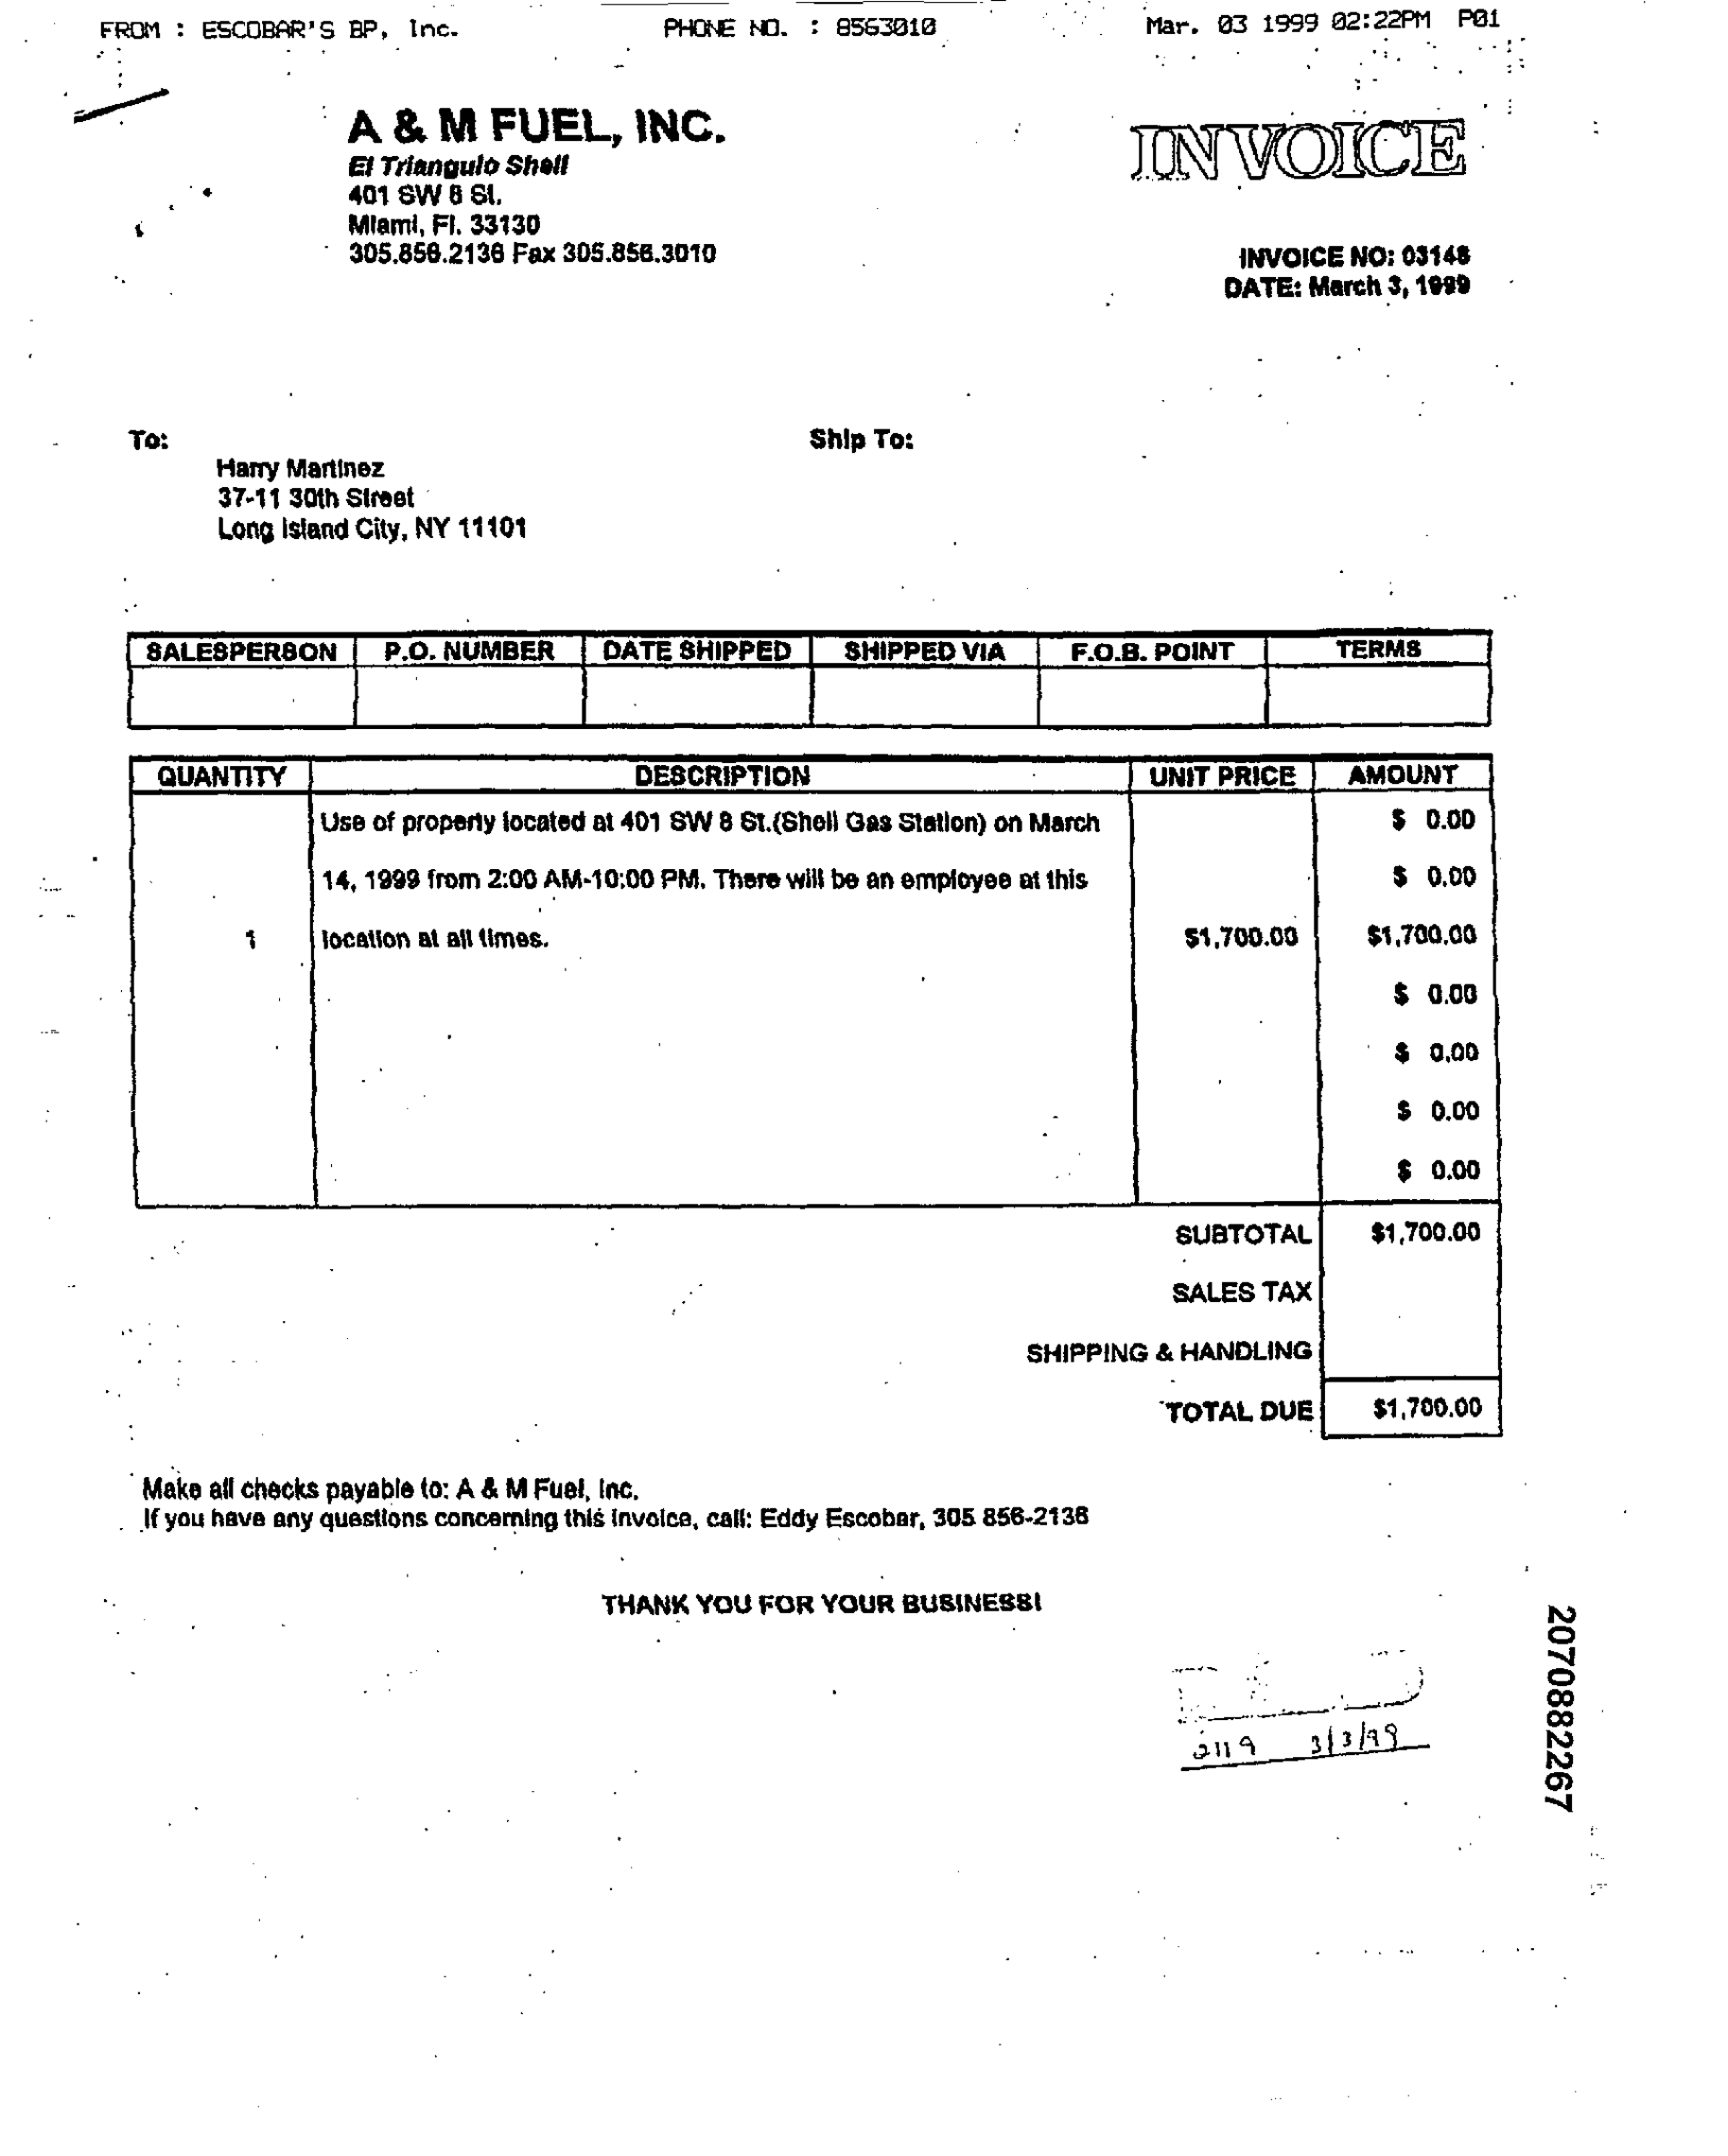 FROM : ESCOBAR'S BP, Inc. PHONE NO. : 8563010 Mar. 03 1999 02:22PM P01
A & M FUEL, INC.
El Triangulo Shell
401 SW 8 St.
Miami, Fl. 33130
305.856.2136 Fax 305.856.3010
INVOICE
INVOICE NO: 03148
DATE: March 3, 1999
To:
Harry Martinez
37-11 30th Street
Long Island City, NY 11101
Ship To:
SALESPERSON P.O. NUMBER DATE SHIPPED SHIPPED VIA F.O.B. POINT TERMS
QUANTITY DESCRIPTION UNIT PRICE AMOUNT
Use of property located at 401 SW 8 St.(Shell Gas Station) on March $ 0.00
14, 1999 from 2:00 AM-10:00 PM. There will be an employee at this $ 0.00
1 location at all times. $1,700.00 $1,700.00
$ 0.00
$ 0.00
$ 0.00
$ 0.00
SUBTOTAL $1,700.00
SALES TAX
SHIPPING & HANDLING
TOTAL DUE $1,700.00
Make all checks payable to: A & M Fuel, Inc.
If you have any questions concerning this invoice, call: Eddy Escobar, 305 856-2136
THANK YOU FOR YOUR BUSINESS!
2119 3/3/99
2070882267